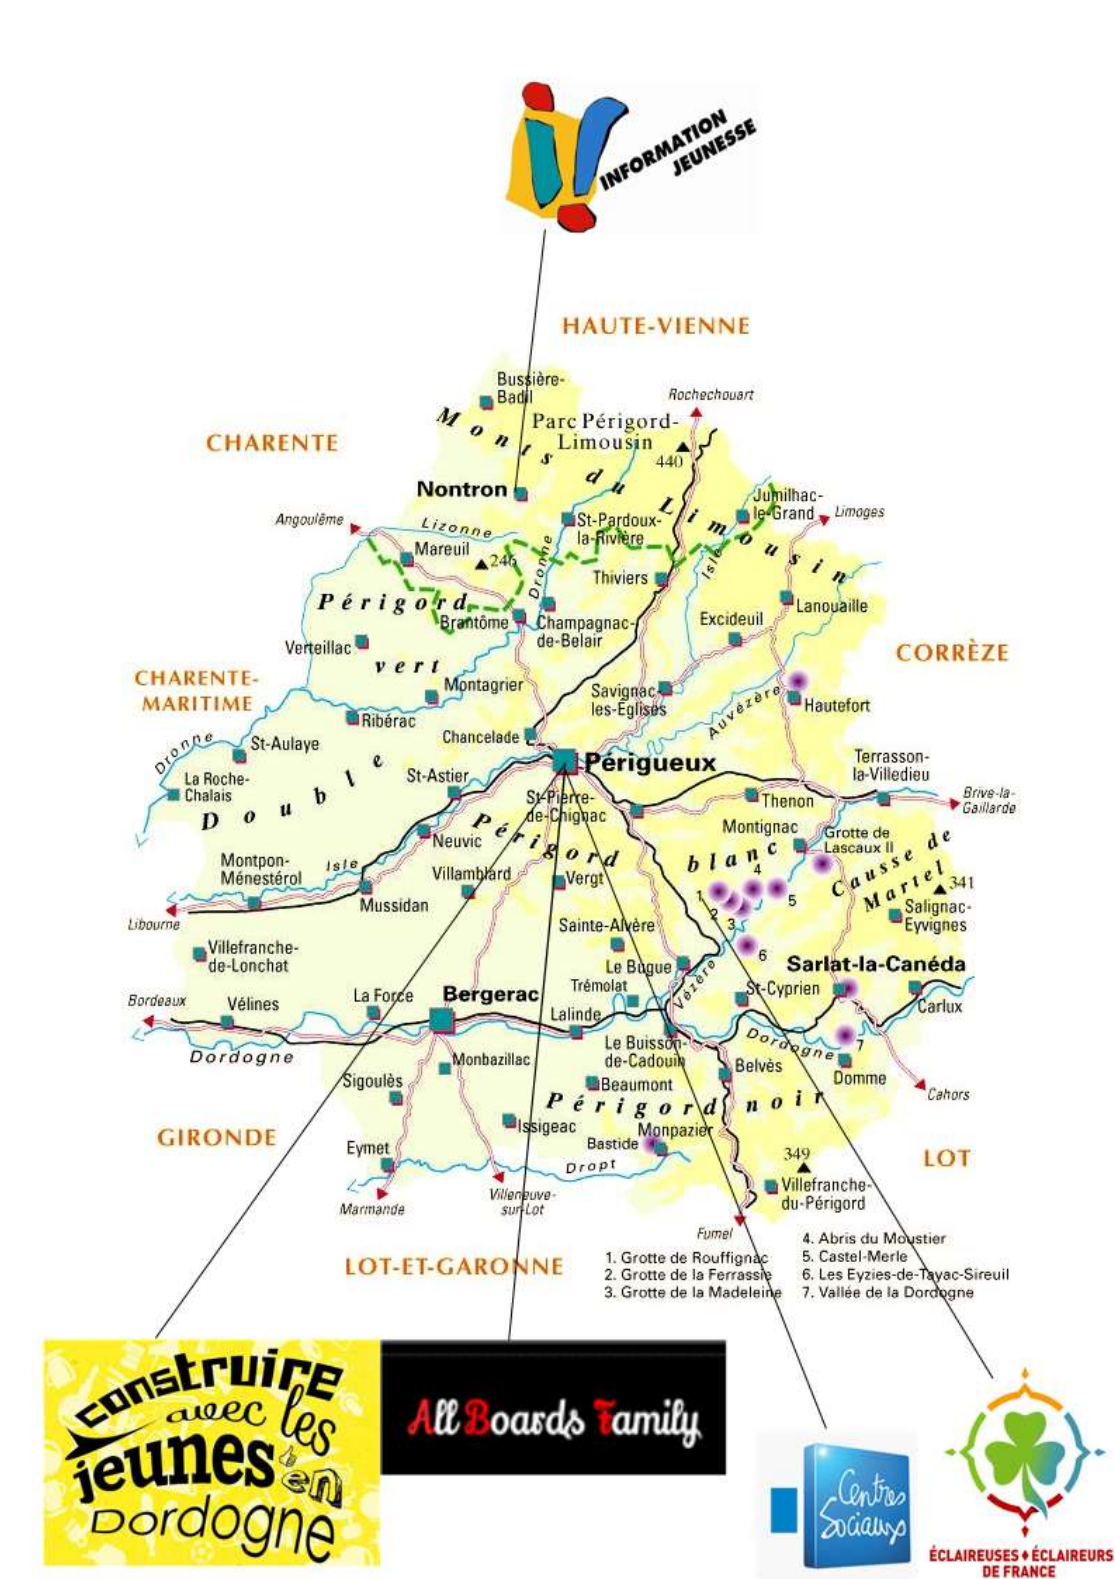 INFORMATION
JEUNESSE
HAUTE-VIENNE
Bussière-
Badil
Rochechouart
Monts du Limousin
Parc Périgord-
Limousin
440
CHARENTE
Nontron
Jumilhac-
le-Grand
Limoges
Angoulême
Lizonne
St-Pardoux-
la-Rivière
Mareuil
246
Dronne
Isle
Thiviers
Périgord
vert
Lanouaille
Brantôme
Champagnac-
de-Belair
Excideuil
Verteillac
CORRÈZE
CHARENTE-
MARITIME
Montagrier
Savignac-
les-Eglises
Auvézère
Hautefort
Ribérac
Chancelade
Dronne
St-Aulaye
Périgueux
Terrasson-
la-Villedieu
La Roche-
Chalais
Double
St-Astier
St-Pierre-
de-Chignac
Thenon
Brive-la-
Gaillarde
Neuvic
Périgord
blanc
Montignac
Grotte de
Lascaux II
Causse de
Martel
341
Montpon-
Ménestérol
Isle
Villamblard
Vergt
1
2
3
4
5
6
Mussidan
Salignac-
Eyvignes
Libourne
Sainte-Alvère
Villefranche-
de-Lonchat
Le Bugue
Vézère
Sarlat-la-Canéda
Trémolat
St-Cyprien
Bordeaux
Vélines
La Force
Bergerac
Lalinde
Carlux
Dordogne
Le Buisson-
de-Cadouin
Dordogne
7
Monbazillac
Belvès
Domme
Sigoulès
Beaumont
Cahors
Périgord noir
Issigeac
GIRONDE
Monpazier
Bastide
Eymet
Dropt
349
LOT
Villefranche-
du-Périgord
Marmande
Villeneuve-
sur-Lot
Fumel
LOT-ET-GARONNE
1. Grotte de Rouffignac
2. Grotte de la Ferrassie
3. Grotte de la Madeleine
4. Abris du Moustier
5. Castel-Merle
6. Les Eyzies-de-Tayac-Sireuil
7. Vallée de la Dordogne
construire
avec les
jeunes en
Dordogne
All Boards Family
Centres
Sociaux
ÉCLAIREUSES ♦ ÉCLAIREURS
DE FRANCE